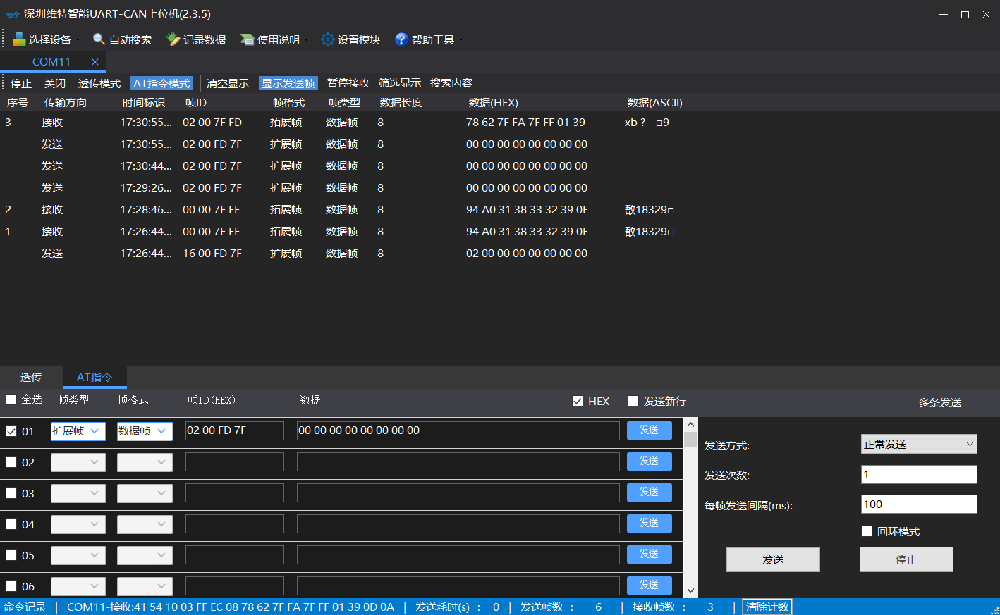 深圳维特智能UART-CAN上位机(2.3.5)
选择设备 自动搜索 记录数据 使用说明 设置模块 帮助工具
COM11 ×
停止 关闭 透传模式 AT指令模式 清空显示 显示发送帧 暂停接收 筛选显示 搜索内容
序号 传输方向 时间标识 帧ID 帧格式 帧类型 数据长度 数据(HEX) 数据(ASCII)
3 接收 17:30:55... 02 00 7F FD 拓展帧 数据帧 8 78 62 7F FA 7F FF 01 39 xb ? □9
发送 17:30:55... 02 00 FD 7F 扩展帧 数据帧 8 00 00 00 00 00 00 00 00
发送 17:30:44... 02 00 FD 7F 扩展帧 数据帧 8 00 00 00 00 00 00 00 00
发送 17:29:26... 02 00 FD 7F 扩展帧 数据帧 8 00 00 00 00 00 00 00 00
2 接收 17:28:46... 00 00 7F FE 拓展帧 数据帧 8 94 A0 31 38 33 32 39 0F 敔18329□
1 接收 17:26:44... 00 00 7F FE 拓展帧 数据帧 8 94 A0 31 38 33 32 39 0F 敔18329□
发送 17:26:44... 16 00 FD 7F 扩展帧 数据帧 8 02 00 00 00 00 00 00 00
透传 AT指令
全选 帧类型 帧格式 帧ID(HEX) 数据 HEX 发送新行 多条发送
01 扩展帧 数据帧 02 00 FD 7F 00 00 00 00 00 00 00 00 发送
02 发送
03 发送
04 发送
05 发送
06 发送
发送方式: 正常发送
发送次数: 1
每帧发送间隔(ms): 100
回环模式
发送 停止
命令记录 | COM11-接收:41 54 10 03 FF EC 08 78 62 7F FA 7F FF 01 39 0D 0A | 发送耗时(s) : 0 | 发送帧数 : 6 | 接收帧数 : 3 | 清除计数